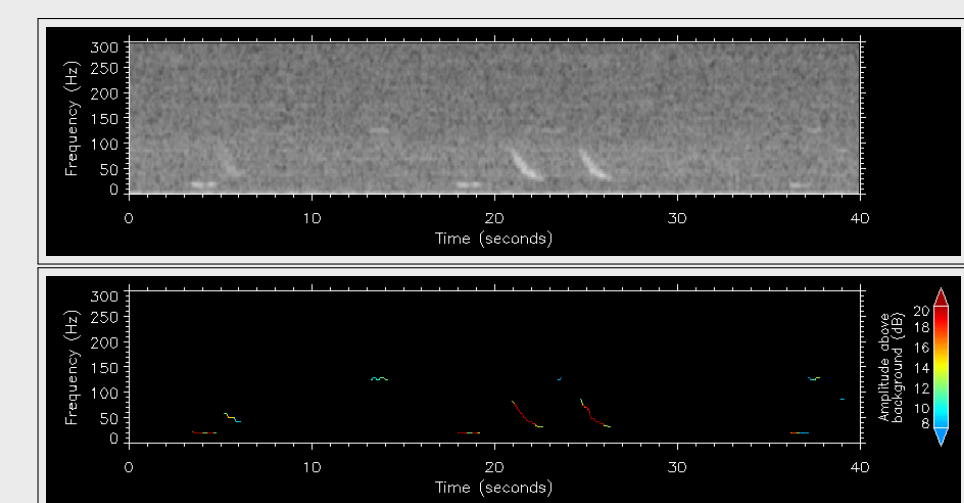 300
250
200
150
100
50
0
Frequency (Hz)
0 10 20 30 40
Time (seconds)
300
250
200
150
100
50
0
Frequency (Hz)
0 10 20 30 40
Time (seconds)
Amplitude above
background (dB)
20
18
16
14
12
10
8